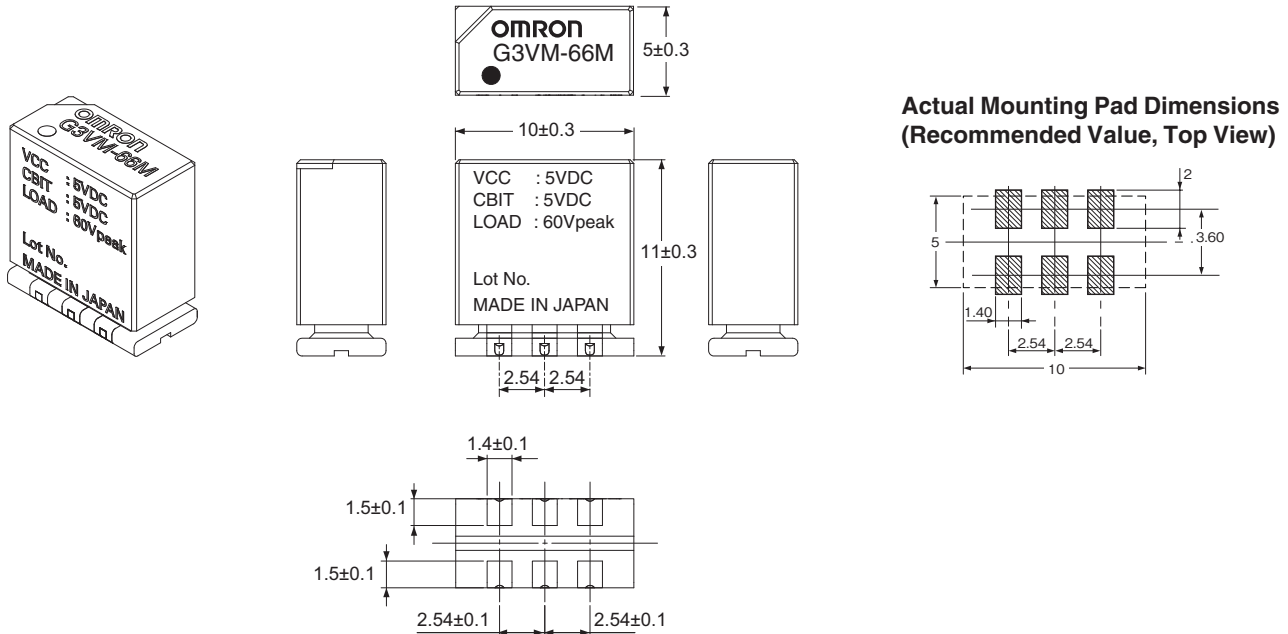 OMRON
G3VM-66M
5±0.3
OMRON
G3VM-66M
VCC : 5VDC
CBIT : 5VDC
LOAD : 60Vpeak
Lot No.
MADE IN JAPAN
10±0.3
VCC : 5VDC
CBIT : 5VDC
LOAD : 60Vpeak
Lot No.
MADE IN JAPAN
11±0.3
2.54 2.54
Actual Mounting Pad Dimensions
(Recommended Value, Top View)
2
5
3.60
1.40
2.54 2.54
10
1.4±0.1
1.5±0.1
1.5±0.1
2.54±0.1 2.54±0.1